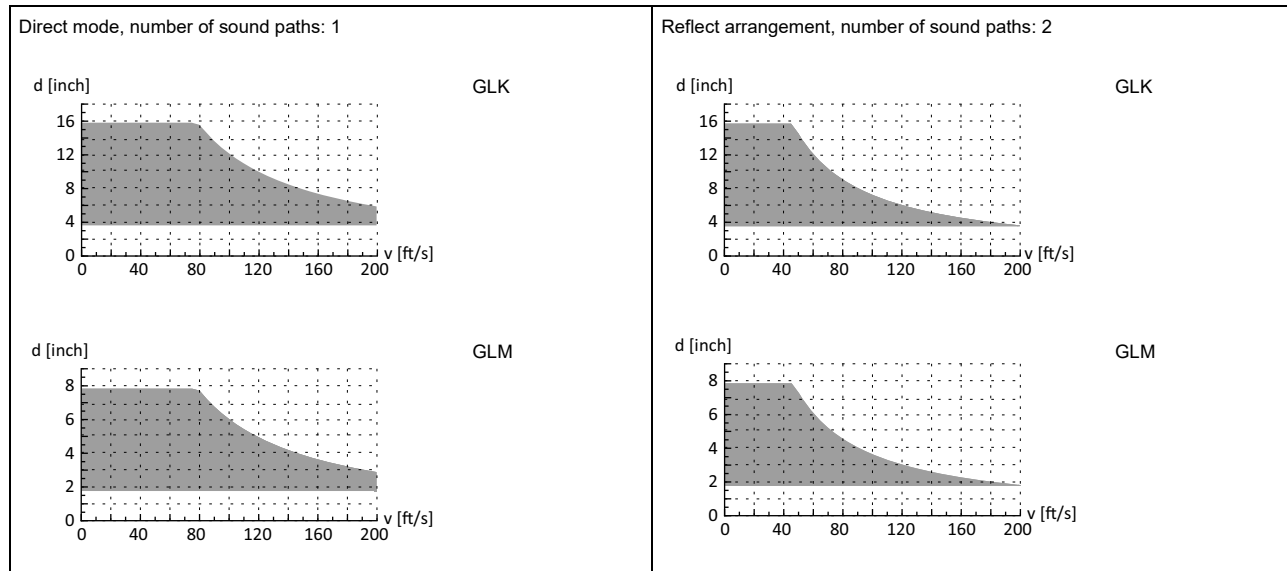 Direct mode, number of sound paths: 1
d [inch]
GLK
16
12
8
4
0
v [ft/s]
0 40 80 120 160 200
d [inch]
GLM
8
6
4
2
0
v [ft/s]
0 40 80 120 160 200
Reflect arrangement, number of sound paths: 2
d [inch]
GLK
16
12
8
4
0
v [ft/s]
0 40 80 120 160 200
d [inch]
GLM
8
6
4
2
0
v [ft/s]
0 40 80 120 160 200